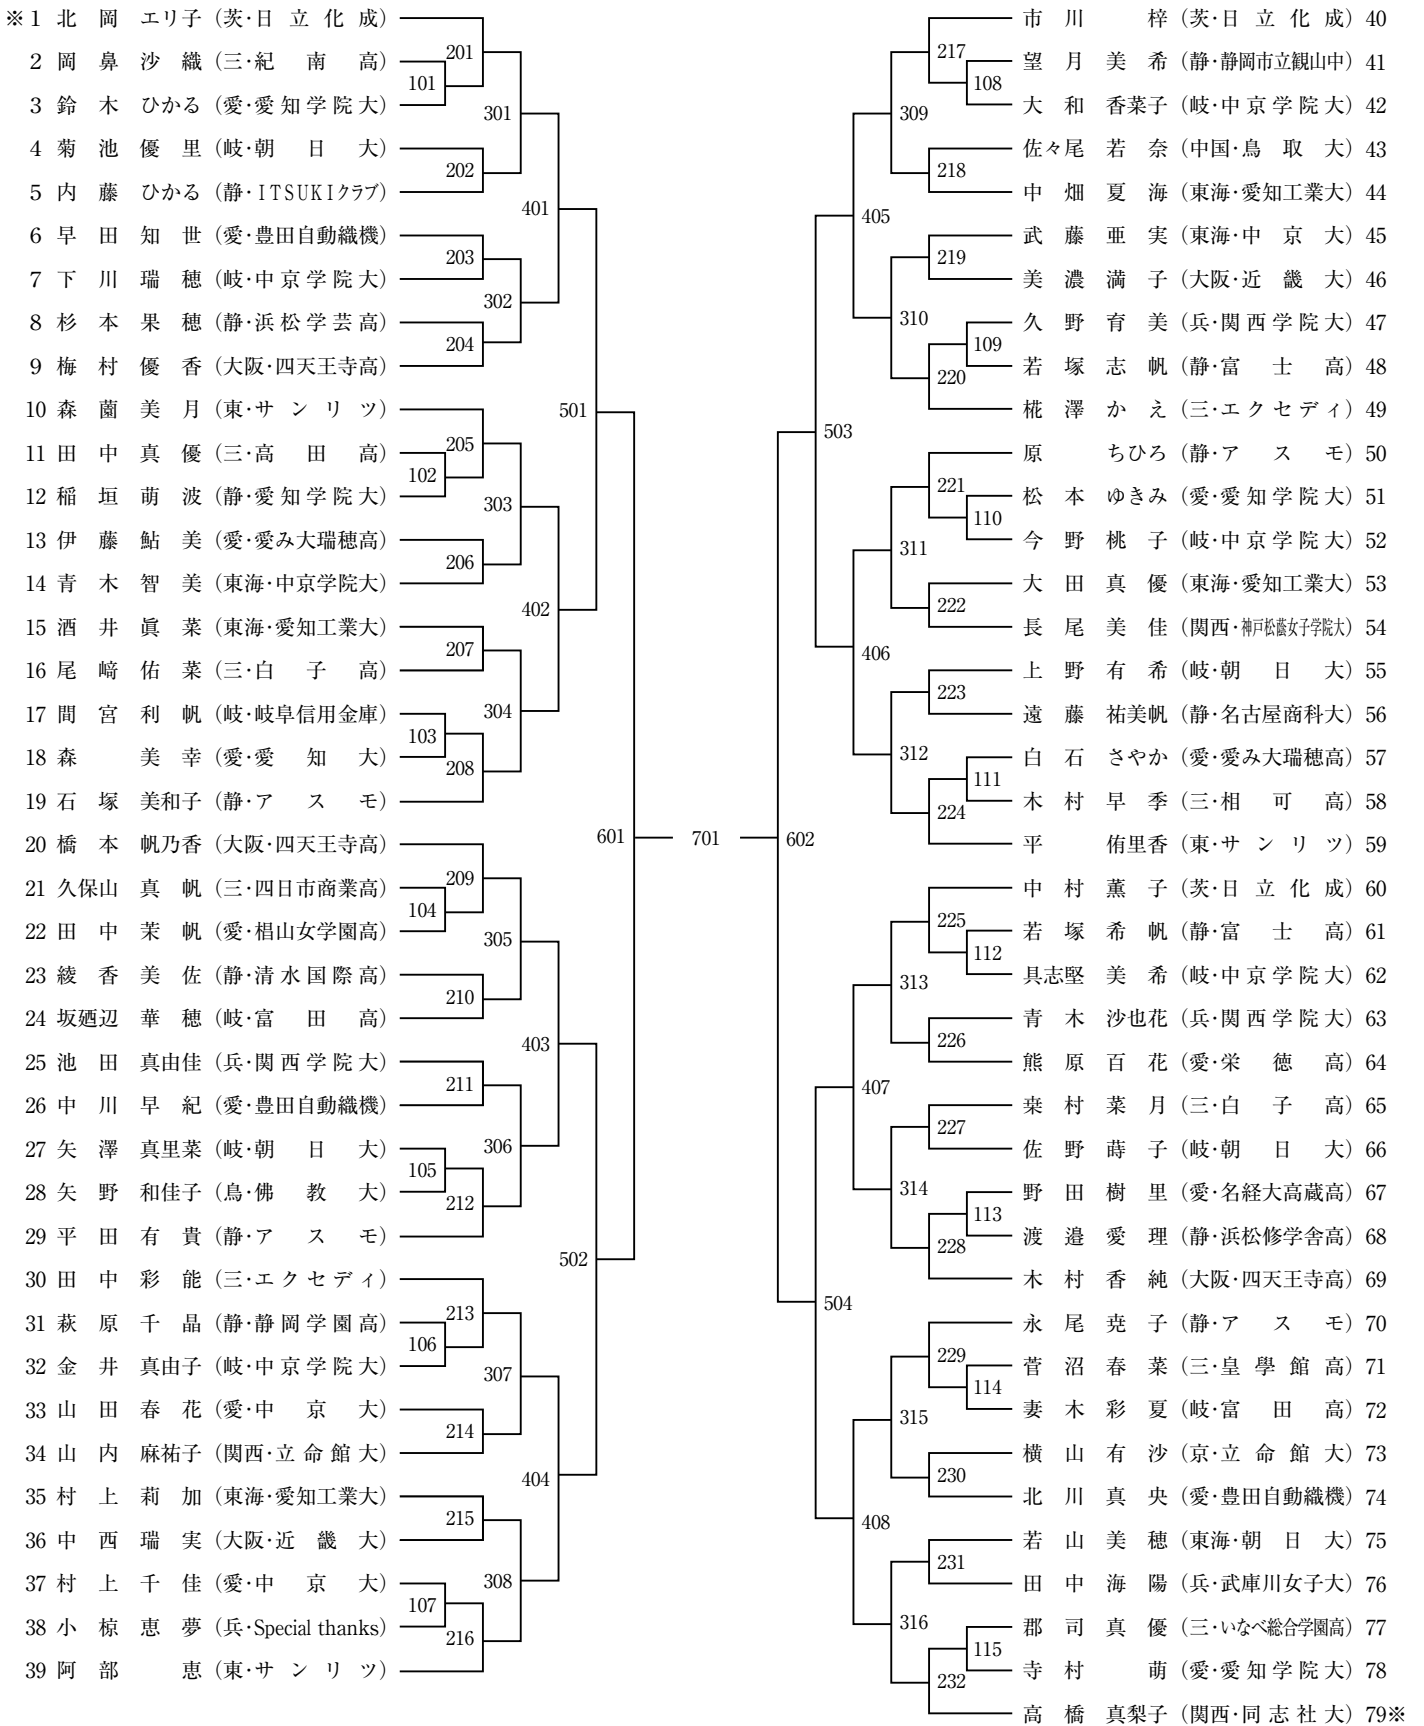 ※1 北岡 エリ子 (茨・日立化成)
2 岡鼻 沙織 (三・紀南高)
3 鈴木 ひかる (愛・愛知学院大)
4 菊池 優里 (岐・朝日大)
5 内藤 ひかる (静・ITSUKIクラブ)
6 早田 知世 (愛・豊田自動織機)
7 下川 瑞穂 (岐・中京学院大)
8 杉本 果穂 (静・浜松学芸高)
9 梅村 優香 (大阪・四天王寺高)
10 森薗 美月 (東・サンリツ)
11 田中 真優 (三・高田高)
12 稲垣 萌波 (静・愛知学院大)
13 伊藤 鮎美 (愛・愛み大瑞穂高)
14 青木 智美 (東海・中京学院大)
15 酒井 眞菜 (東海・愛知工業大)
16 尾﨑 佑菜 (三・白子高)
17 間宮 利帆 (岐・岐阜信用金庫)
18 森 美幸 (愛・愛知大)
19 石塚 美和子 (静・アスモ)
20 橋本 帆乃香 (大阪・四天王寺高)
21 久保山 真帆 (三・四日市商業高)
22 田中 茉帆 (愛・椙山女学園高)
23 綾香 美佐 (静・清水国際高)
24 坂廼辺 華穂 (岐・富田高)
25 池田 真由佳 (兵・関西学院大)
26 中川 早紀 (愛・豊田自動織機)
27 矢澤 真里菜 (岐・朝日大)
28 矢野 和佳子 (鳥・佛教大)
29 平田 有貴 (静・アスモ)
30 田中 彩能 (三・エクセディ)
31 萩原 千晶 (静・静岡学園高)
32 金井 真由子 (岐・中京学院大)
33 山田 春花 (愛・中京大)
34 山内 麻祐子 (関西・立命館大)
35 村上 莉加 (東海・愛知工業大)
36 中西 瑞実 (大阪・近畿大)
37 村上 千佳 (愛・中京大)
38 小椋 恵夢 (兵・Special thanks)
39 阿部 恵 (東・サンリツ)
101
102
103
104
105
106
107
201
202
203
204
205
206
207
208
209
210
211
212
213
214
215
216
301
302
303
304
305
306
307
308
401
402
403
404
501
502
601
701
602
503
504
405
406
407
408
309
310
311
312
313
314
315
316
217
218
219
220
221
222
223
224
225
226
227
228
229
230
231
232
108
109
110
111
112
113
114
115
市川 梓 (茨・日立化成) 40
望月 美希 (静・静岡市立観山中) 41
大和 香菜子 (岐・中京学院大) 42
佐々尾 若奈 (中国・鳥取大) 43
中畑 夏海 (東海・愛知工業大) 44
武藤 亜実 (東海・中京大) 45
美濃 満子 (大阪・近畿大) 46
久野 育美 (兵・関西学院大) 47
若塚 志帆 (静・富士高) 48
椛澤 かえ (三・エクセディ) 49
原 ちひろ (静・アスモ) 50
松本 ゆきみ (愛・愛知学院大) 51
今野 桃子 (岐・中京学院大) 52
大田 真優 (東海・愛知工業大) 53
長尾 美佳 (関西・神戸松蔭女子学院大) 54
上野 有希 (岐・朝日大) 55
遠藤 祐美帆 (静・名古屋商科大) 56
白石 さやか (愛・愛み大瑞穂高) 57
木村 早季 (三・相可高) 58
平 侑里香 (東・サンリツ) 59
中村 薫子 (茨・日立化成) 60
若塚 希帆 (静・富士高) 61
具志堅 美希 (岐・中京学院大) 62
青木 沙也花 (兵・関西学院大) 63
熊原 百花 (愛・栄徳高) 64
桒村 菜月 (三・白子高) 65
佐野 蒔子 (岐・朝日大) 66
野田 樹里 (愛・名経大高蔵高) 67
渡邉 愛理 (静・浜松修学舎高) 68
木村 香純 (大阪・四天王寺高) 69
永尾 尭子 (静・アスモ) 70
菅沼 春菜 (三・皇學館高) 71
妻木 彩夏 (岐・富田高) 72
横山 有沙 (京・立命館大) 73
北川 真央 (愛・豊田自動織機) 74
若山 美穂 (東海・朝日大) 75
田中 海陽 (兵・武庫川女子大) 76
郡司 真優 (三・いなべ総合学園高) 77
寺村 萌 (愛・愛知学院大) 78
高橋 真梨子 (関西・同志社大) 79※